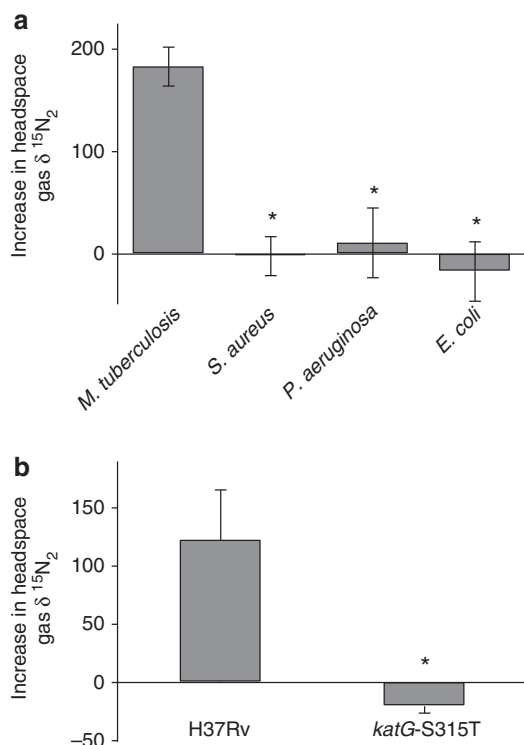 a
Increase in headspace
gas δ ¹⁵N₂
200
100
0
M. tuberculosis
S. aureus
P. aeruginosa
E. coli
*
*
*
b
Increase in headspace
gas δ ¹⁵N₂
150
100
50
0
–50
H37Rv
katG-S315T
*